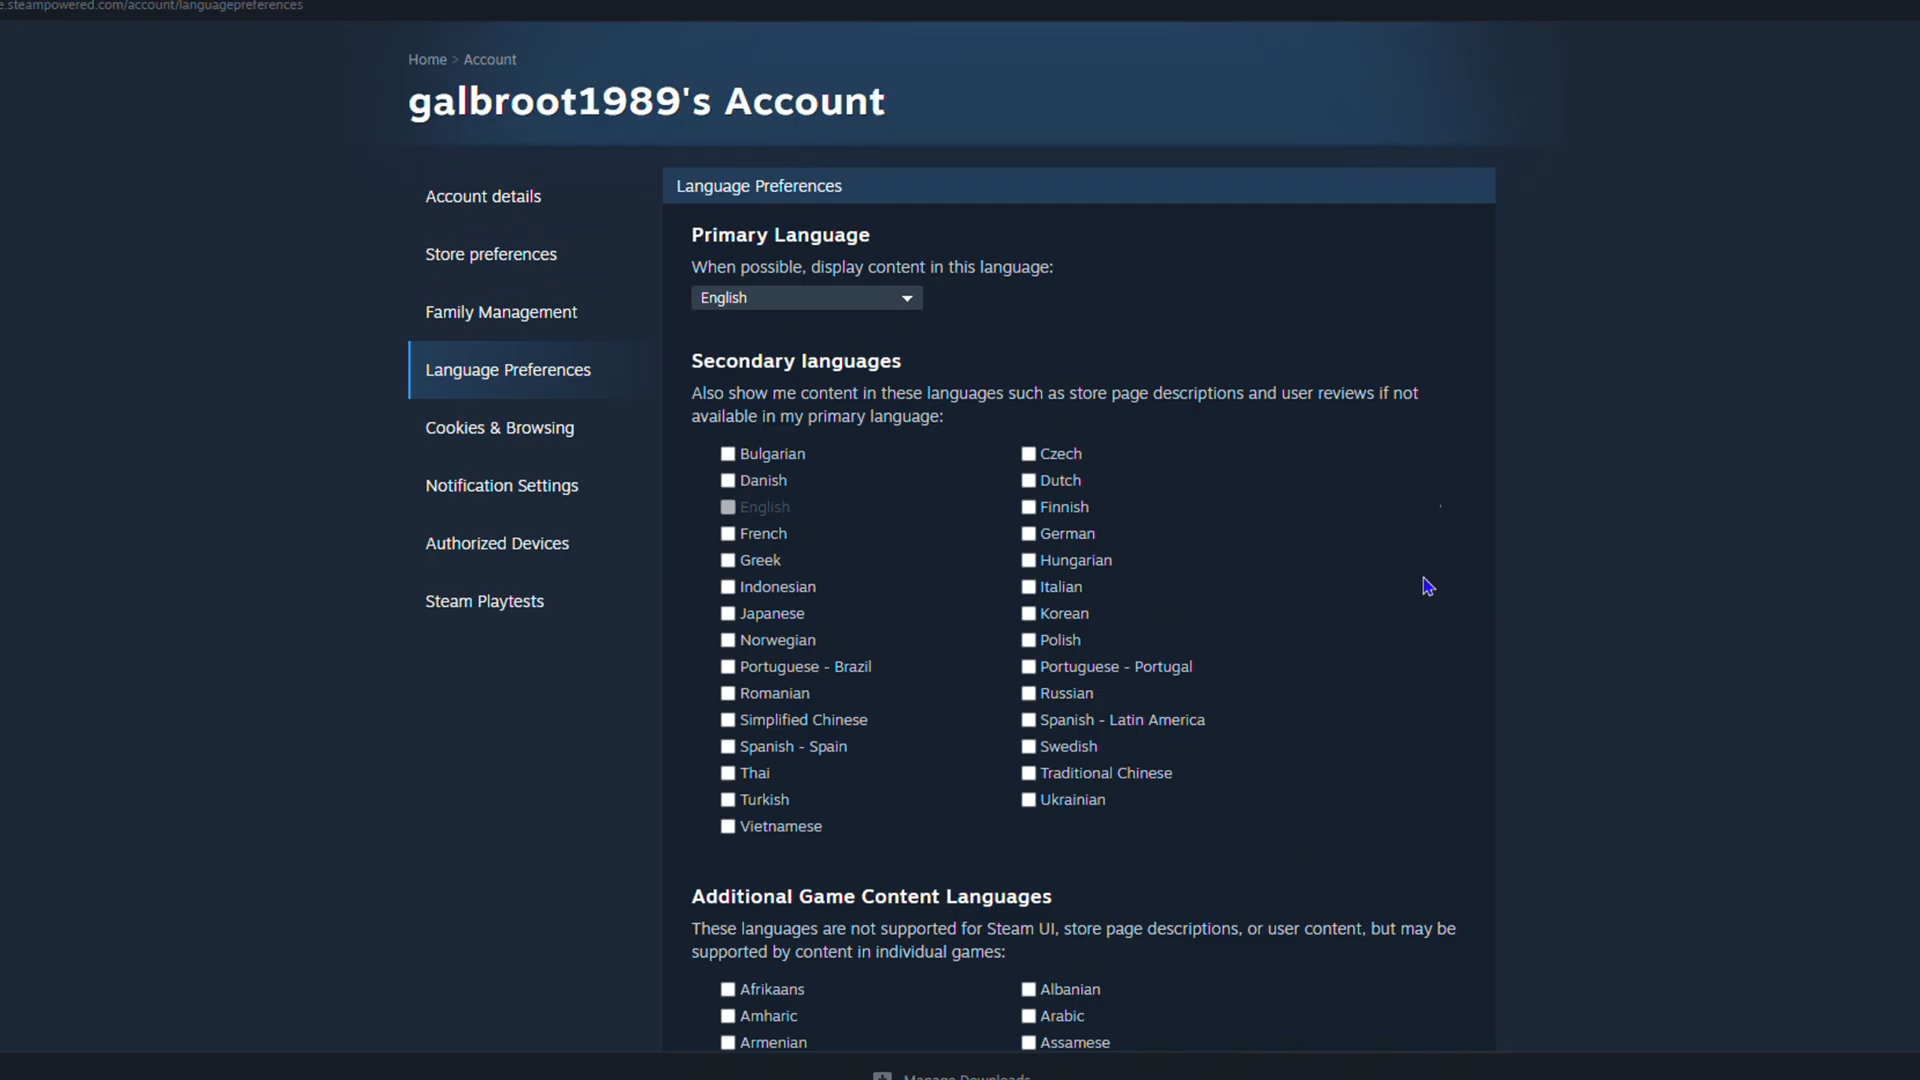 e.steampowered.com/account/languagepreferences
Home > Account
galbroot1989's Account
Account details
Store preferences
Family Management
Language Preferences
Cookies & Browsing
Notification Settings
Authorized Devices
Steam Playtests
Language Preferences
Primary Language
When possible, display content in this language:
English
Secondary languages
Also show me content in these languages such as store page descriptions and user reviews if not
available in my primary language:
Bulgarian Czech
Danish Dutch
English Finnish
French German
Greek Hungarian
Indonesian Italian
Japanese Korean
Norwegian Polish
Portuguese - Brazil Portuguese - Portugal
Romanian Russian
Simplified Chinese Spanish - Latin America
Spanish - Spain Swedish
Thai Traditional Chinese
Turkish Ukrainian
Vietnamese
Additional Game Content Languages
These languages are not supported for Steam UI, store page descriptions, or user content, but may be
supported by content in individual games:
Afrikaans Albanian
Amharic Arabic
Armenian Assamese
Manage Downloads